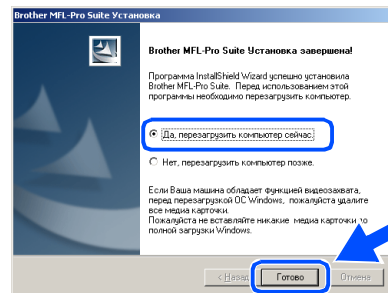 Brother MFL-Pro Suite Установка
Brother MFL-Pro Suite Установка завершена!
Программа InstallShield Wizard успешно установила
Brother MFL-Pro Suite. Перед использованием этой
программы необходимо перезагрузить компьютер.
Да, перезагрузить компьютер сейчас.
Нет, перезагрузить компьютер позже.
Если Ваша машина обладает функцией видеозахвата,
перед перезагрузкой ОС Windows, пожалуйста удалите
все медиа карточки.
Пожалуйста не вставляйте никакие медиа карточки до
полной загрузки Windows.
< Назад Готово Отмена